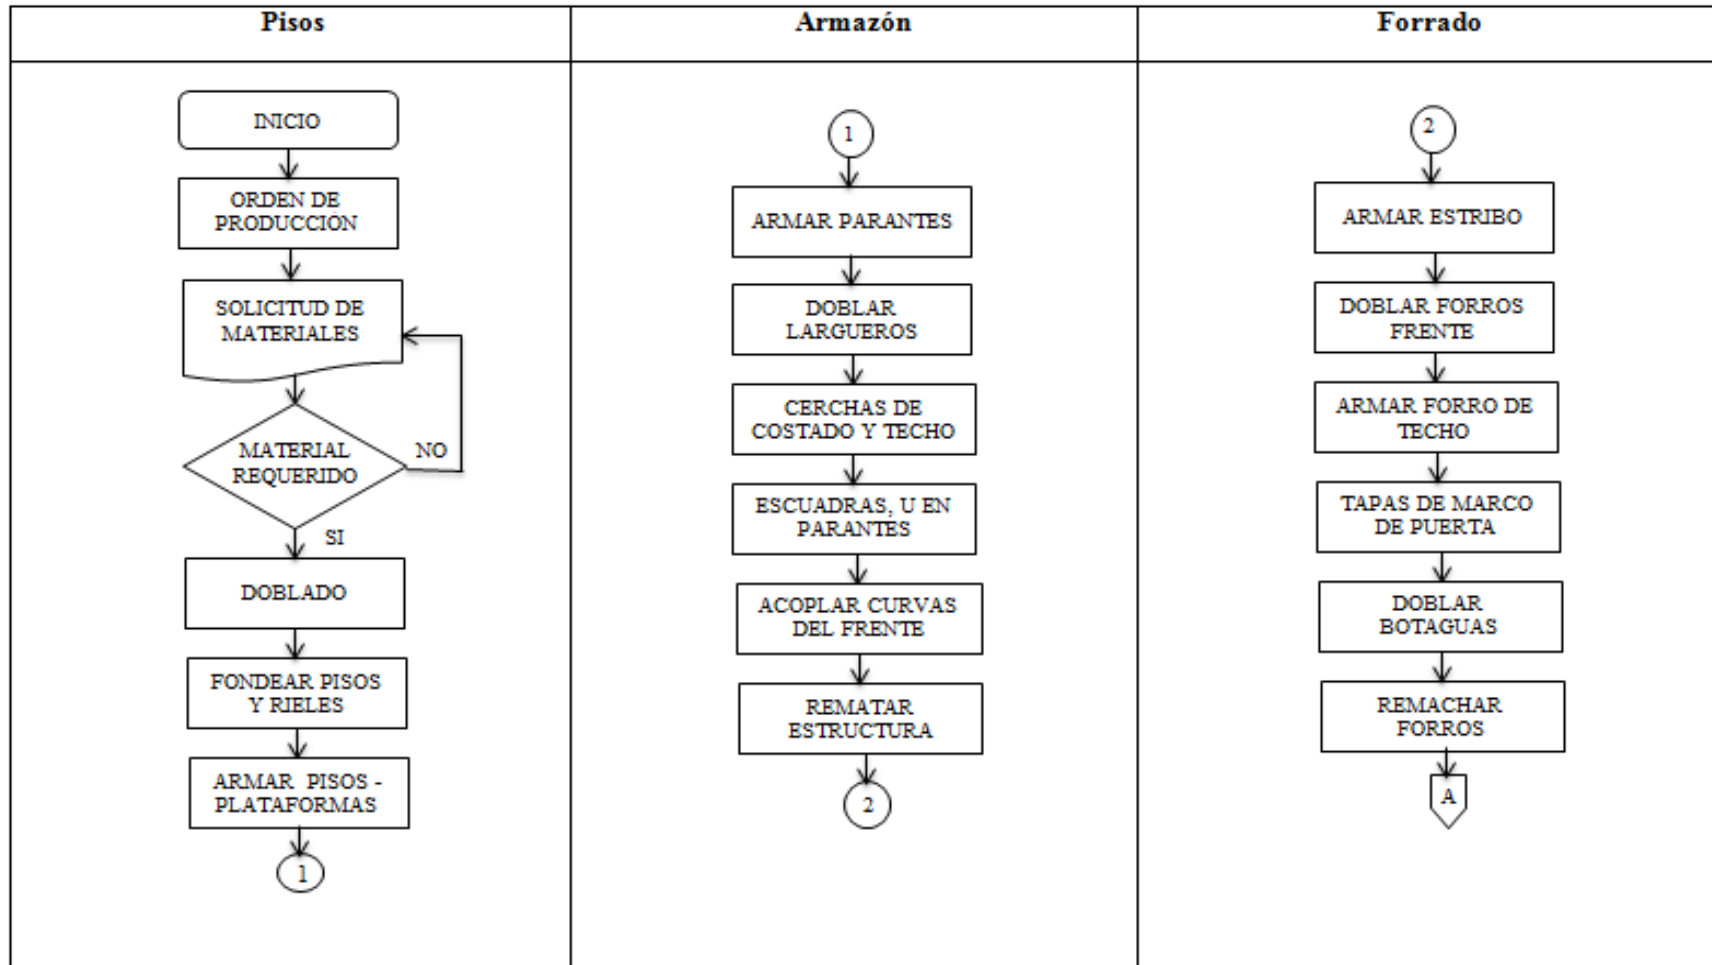 Pisos
INICIO
ORDEN DE
PRODUCCIÓN
SOLICITUD DE
MATERIALES
MATERIAL
REQUERIDO
NO
SI
DOBLADO
FONDEAR PISOS
Y RIELES
ARMAR PISOS -
PLATAFORMAS
1
Armazón
1
ARMAR PARANTES
DOBLAR
LARGUEROS
CERCHAS DE
COSTADO Y TECHO
ESCUADRAS, U EN
PARANTES
ACOPLAR CURVAS
DEL FRENTE
REMATAR
ESTRUCTURA
2
Forrado
2
ARMAR ESTRIBO
DOBLAR FORROS
FRENTE
ARMAR FORRO DE
TECHO
TAPAS DE MARCO
DE PUERTA
DOBLAR
BOTAGUAS
REMACHAR
FORROS
A